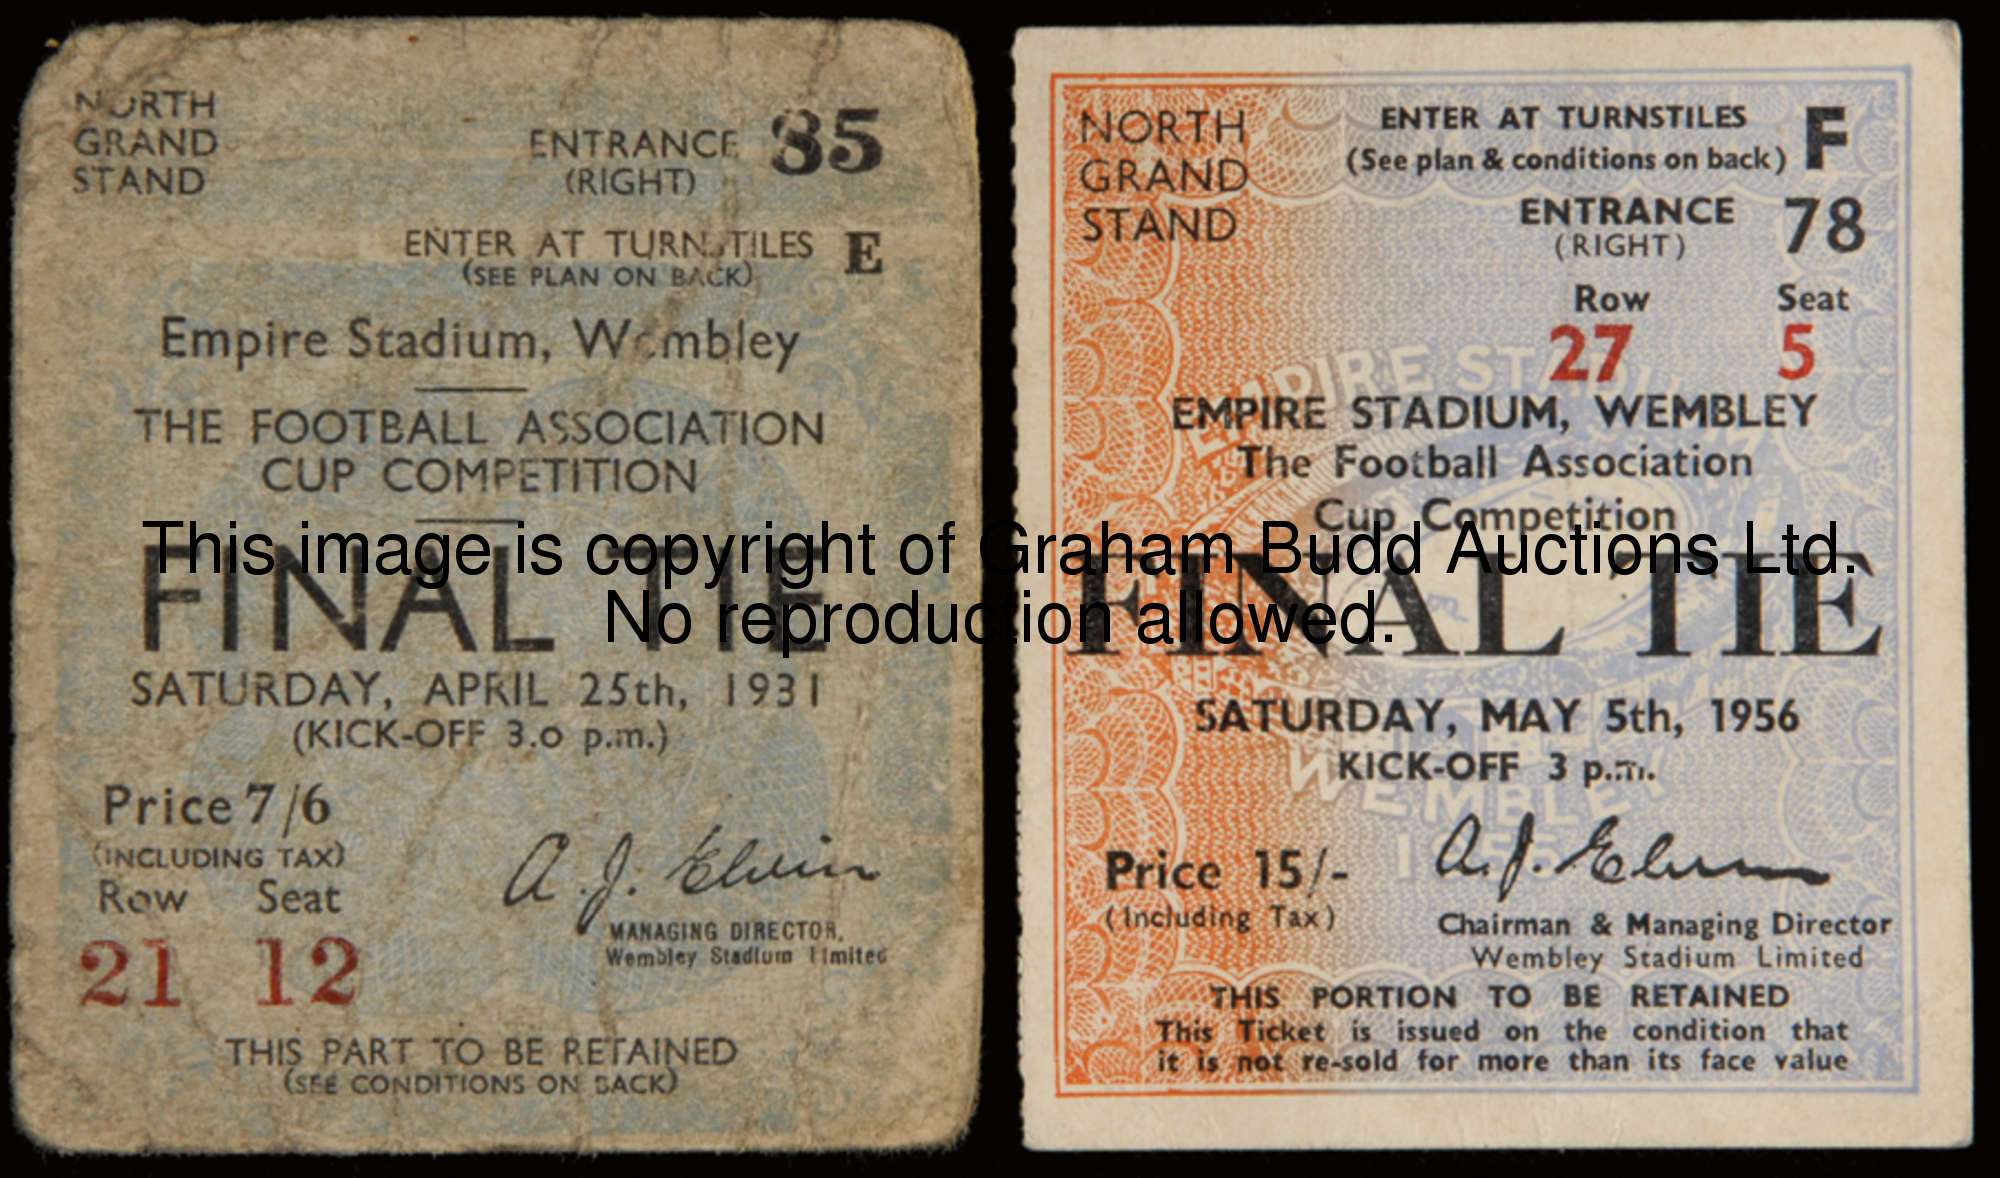 NORTH
GRAND
STAND
ENTRANCE 85
(RIGHT)
ENTER AT TURNSTILES E
(SEE PLAN ON BACK)
Empire Stadium, Wembley
THE FOOTBALL ASSOCIATION
CUP COMPETITION
FINAL TIE
SATURDAY, APRIL 25th, 1931
(KICK-OFF 3.0 p.m.)
Price 7/6
(INCLUDING TAX)
Row Seat
21 12
A. J. Elvin
MANAGING DIRECTOR,
Wembley Stadium Limited
THIS PART TO BE RETAINED
(SEE CONDITIONS ON BACK)
NORTH
GRAND
STAND
ENTER AT TURNSTILES F
(See plan & conditions on back)
ENTRANCE 78
(RIGHT)
Row Seat
27 5
EMPIRE STADIUM
EMPIRE STADIUM, WEMBLEY
The Football Association
Cup Competition
FINAL TIE
SATURDAY, MAY 5th, 1956
KICK-OFF 3 p.m.
WEMBLEY
Price 15/-
(Including Tax)
A. J. Elvin
Chairman & Managing Director
Wembley Stadium Limited
THIS PORTION TO BE RETAINED
This Ticket is issued on the condition that
it is not re-sold for more than its face value
This image is copyright of Graham Budd Auctions Ltd.
No reproduction allowed.